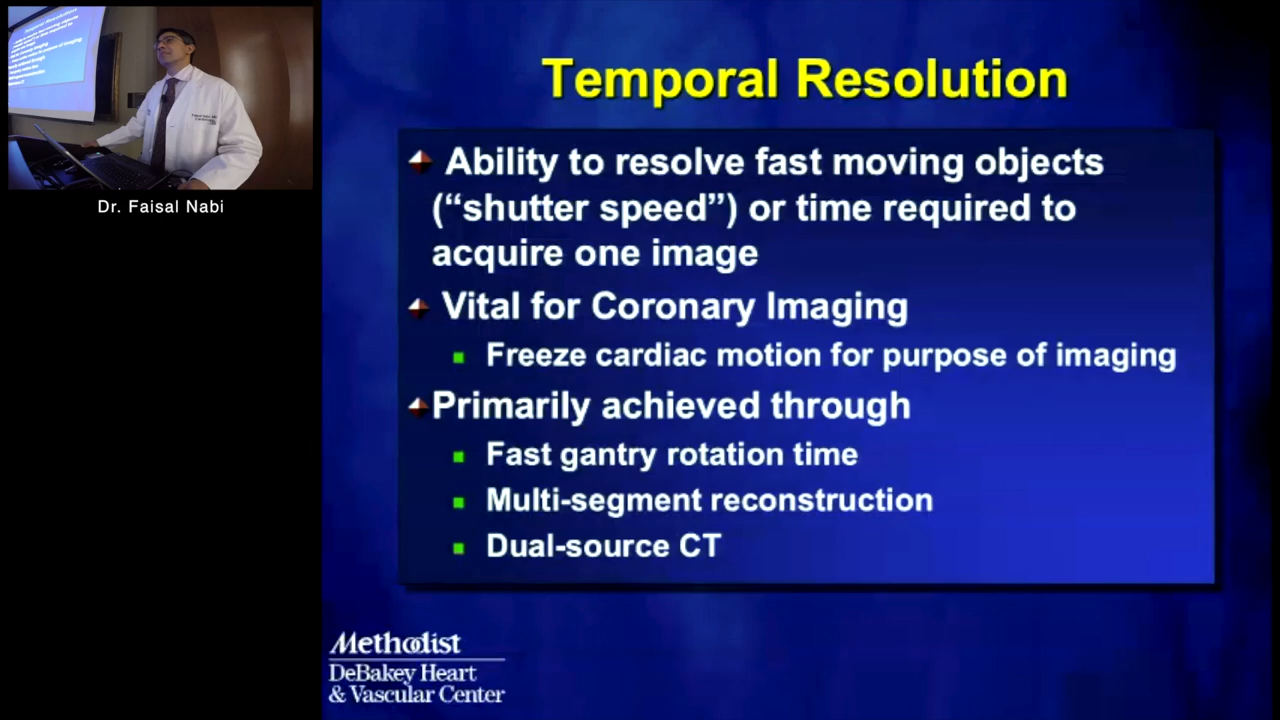 Temporal Resolution
Dr. Faisal Nabi
Temporal Resolution
Ability to resolve fast moving objects
(“shutter speed”) or time required to
acquire one image
Vital for Coronary Imaging
Freeze cardiac motion for purpose of imaging
Primarily achieved through
Fast gantry rotation time
Multi-segment reconstruction
Dual-source CT
Methodist
DeBakey Heart
& Vascular Center